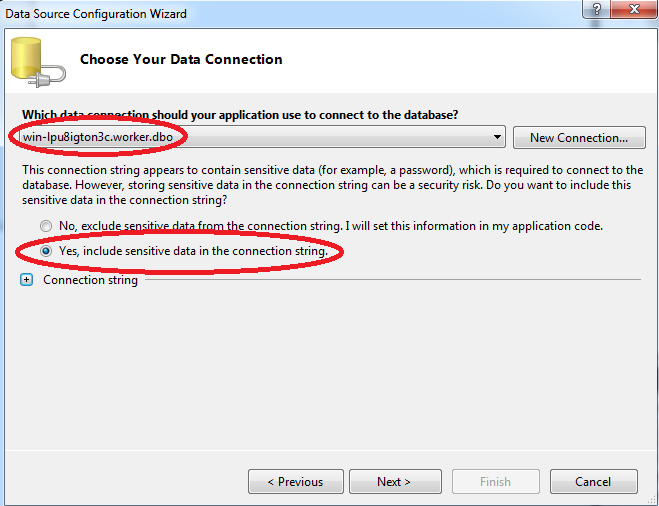 Data Source Configuration Wizard
Choose Your Data Connection
Which data connection should your application use to connect to the database?
win-lpu8igton3c.worker.dbo
New Connection...
This connection string appears to contain sensitive data (for example, a password), which is required to connect to the
database. However, storing sensitive data in the connection string can be a security risk. Do you want to include this
sensitive data in the connection string?
No, exclude sensitive data from the connection string. I will set this information in my application code.
Yes, include sensitive data in the connection string.
Connection string
< Previous
Next >
Finish
Cancel